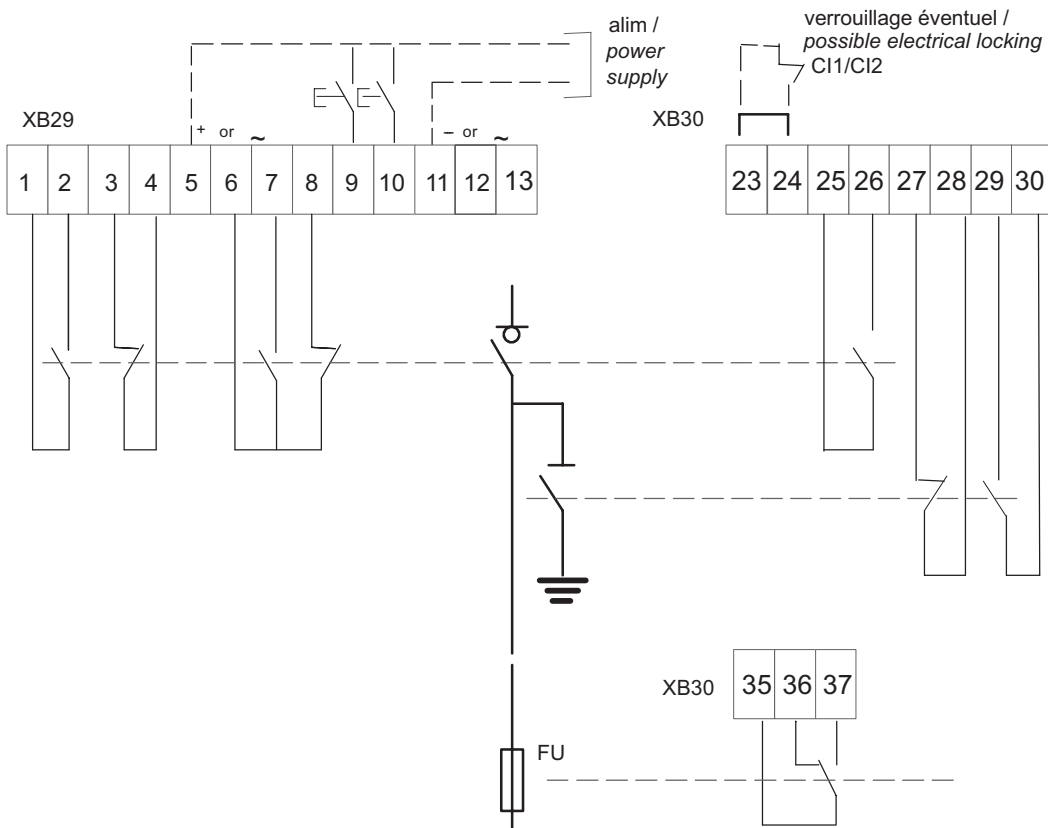 alim /
power
supply
verrouillage éventuel /
possible electrical locking
CI1/CI2
XB29
+ or ~
– or ~
XB30
1 2 3 4 5 6 7 8 9 10 11 12 13
23 24 25 26 27 28 29 30
XB30
35 36 37
FU